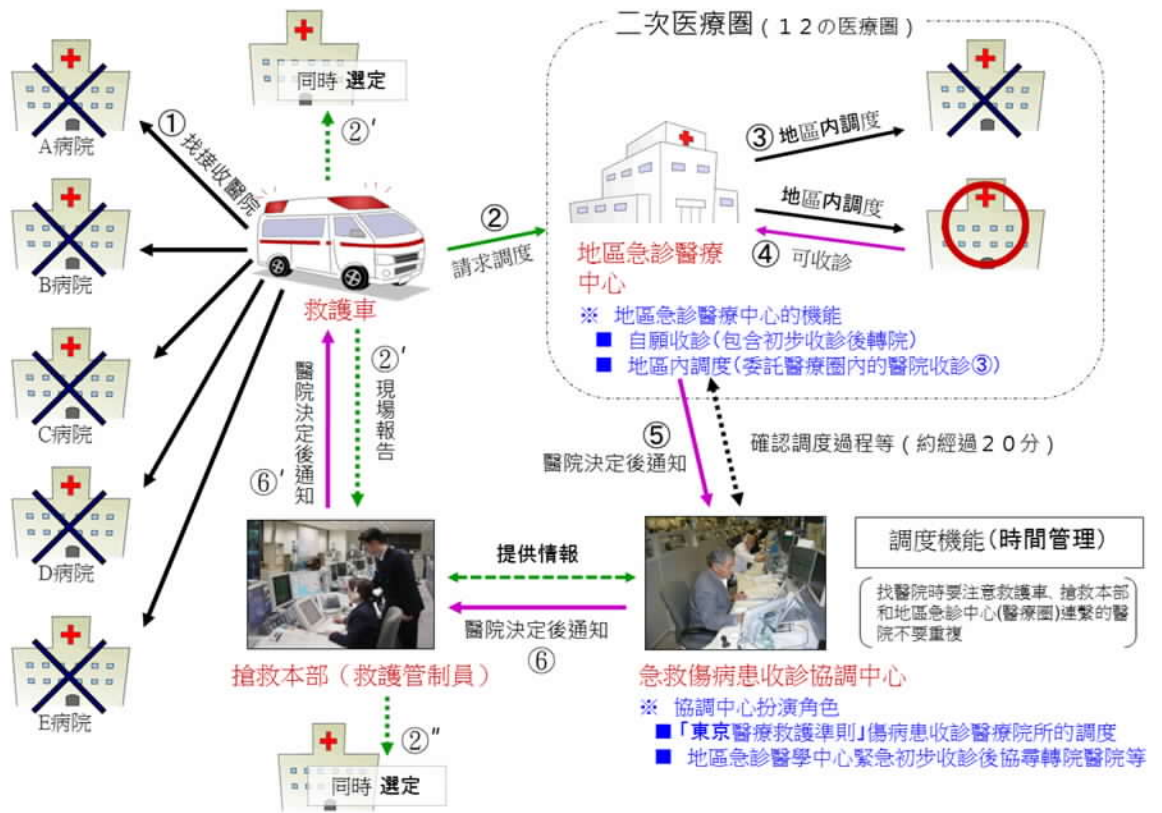 二次医療圏(12の医療圏)
同時 選定
②'
①
找接收醫院
A病院
B病院
C病院
D病院
E病院
救護車
②
請求調度
③ 地區內調度
地區內調度
④ 可收診
地區急診醫療
中心
※ 地區急診醫療中心的機能
■ 自願收診(包含初步收診後轉院)
■ 地區內調度(委託醫療圈內的醫院收診③)
⑥'
醫院決定後通知
②'
現場報告
⑤
醫院決定後通知
確認調度過程等(約經過20分)
提供情報
醫院決定後通知
⑥
調度機能(時間管理)
找醫院時要注意救護車、搶救本部
和地區急診中心(醫療圈)連繫的醫
院不要重複
搶救本部(救護管制員)
急救傷病患收診協調中心
※ 協調中心扮演角色
■「東京醫療救護準則」傷病患收診醫療院所的調度
■ 地區急診醫學中心緊急初步收診後協尋轉院醫院等
②"
同時 選定